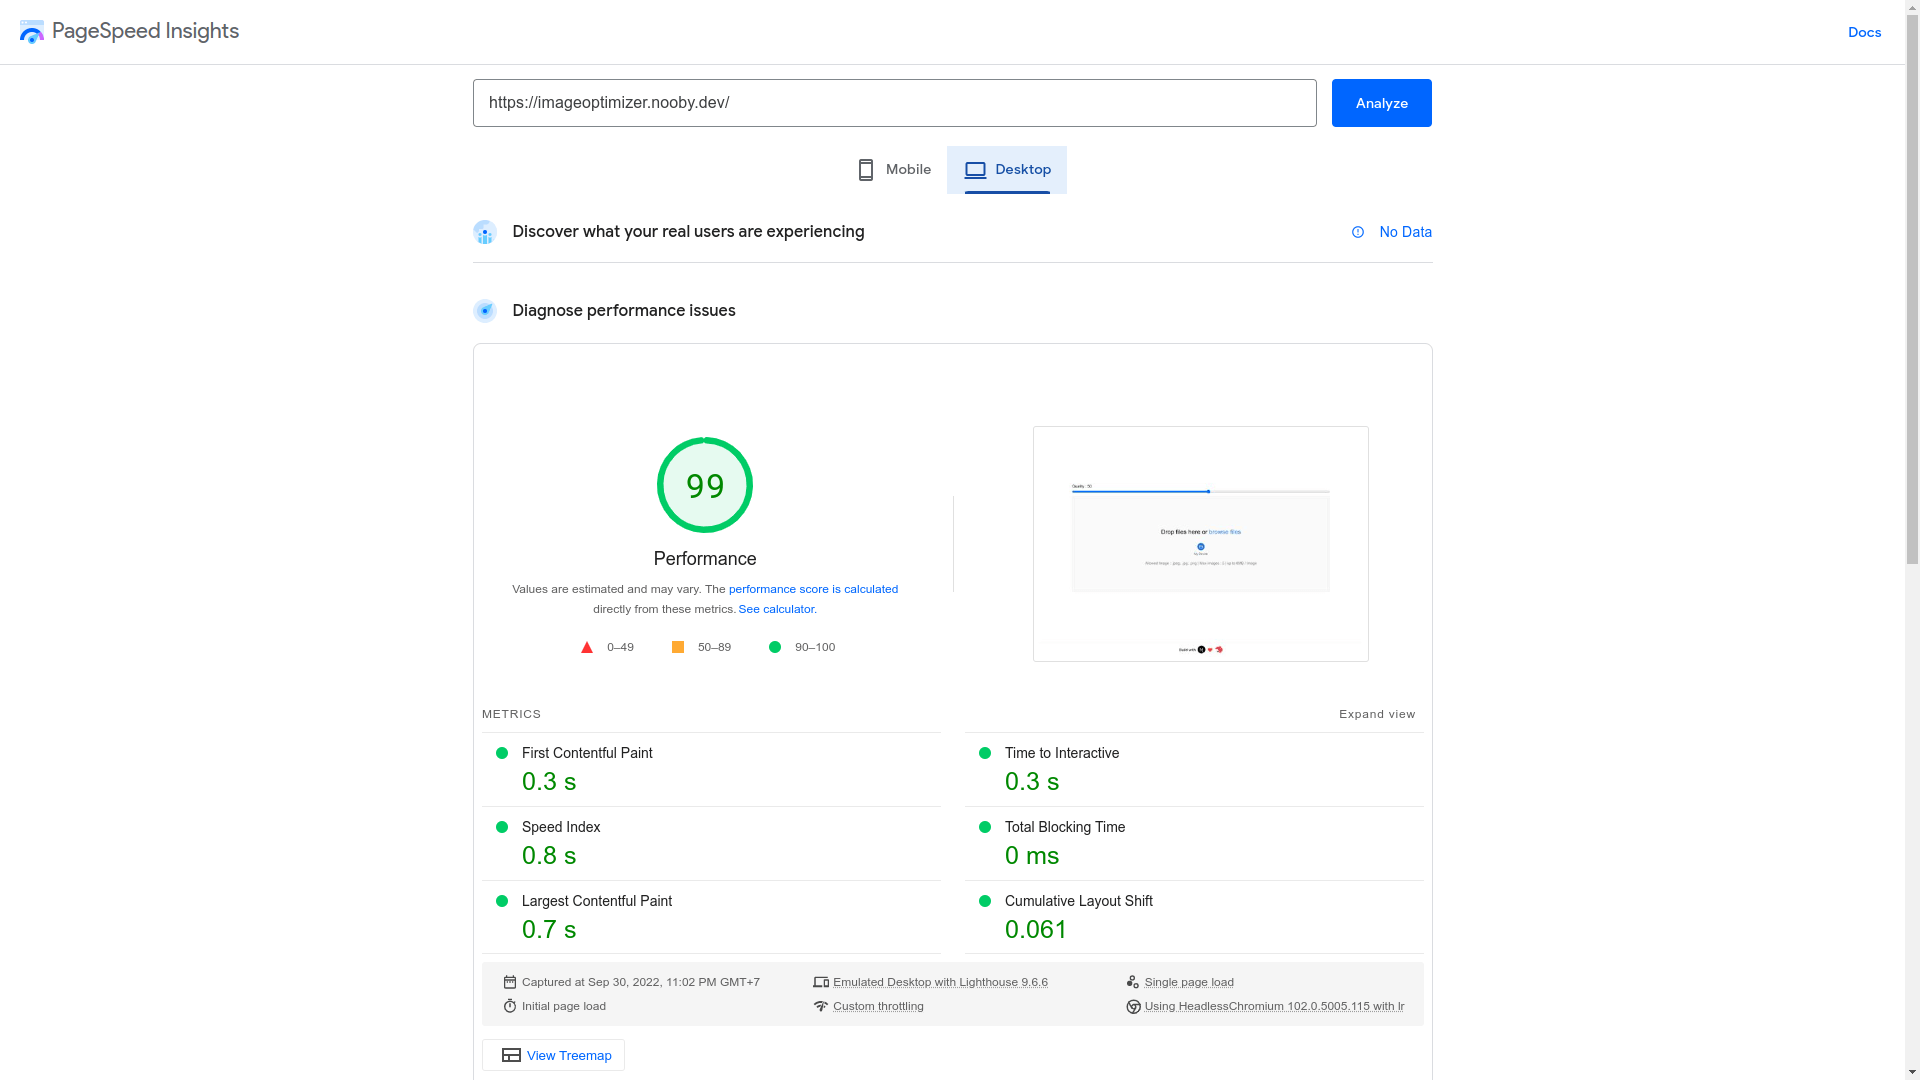 PageSpeed Insights
Docs
https://imageoptimizer.nooby.dev/
Analyze
Mobile
Desktop
Discover what your real users are experiencing
No Data
Diagnose performance issues
99
Performance
Values are estimated and may vary. The performance score is calculated
directly from these metrics. See calculator.
0–49
50–89
90–100
Drop files here or browse files
METRICS
Expand view
First Contentful Paint
0.3 s
Time to Interactive
0.3 s
Speed Index
0.8 s
Total Blocking Time
0 ms
Largest Contentful Paint
0.7 s
Cumulative Layout Shift
0.061
Captured at Sep 30, 2022, 11:02 PM GMT+7
Emulated Desktop with Lighthouse 9.6.6
Single page load
Initial page load
Custom throttling
Using HeadlessChromium 102.0.5005.115 with lr
View Treemap